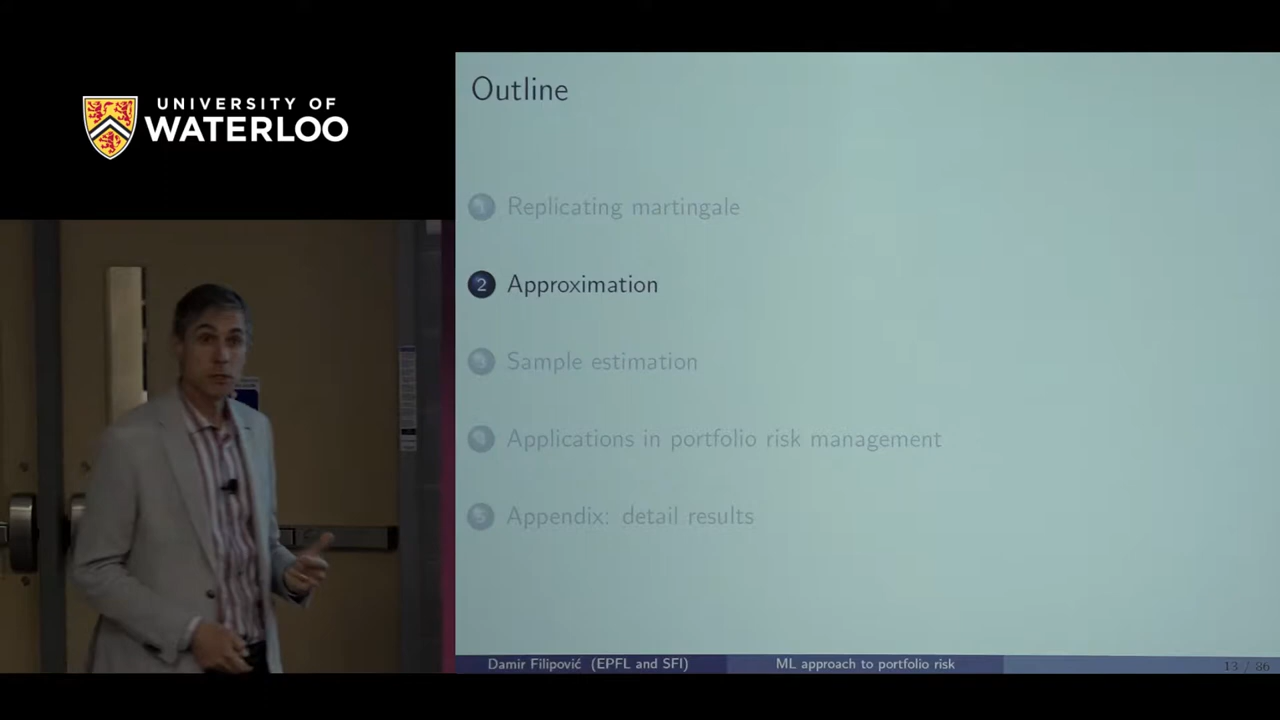 UNIVERSITY OF
WATERLOO
Outline
1 Replicating martingale
2 Approximation
3 Sample estimation
4 Applications in portfolio risk management
5 Appendix: detail results
Damir Filipović (EPFL and SFI)
ML approach to portfolio risk
13 / 86